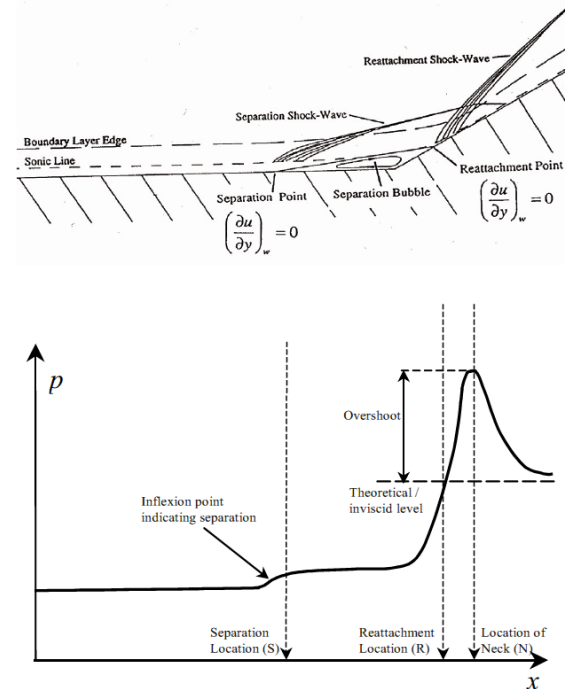 Reattachment Shock-Wave
Separation Shock-Wave
Boundary Layer Edge
Sonic Line
Reattachment Point
Separation Point
Separation Bubble
(∂u/∂y)w = 0
(∂u/∂y)w = 0
p
Overshoot
Theoretical /
inviscid level
Inflexion point
indicating separation
Separation
Location (S)
Reattachment
Location (R)
Location of
Neck (N)
x